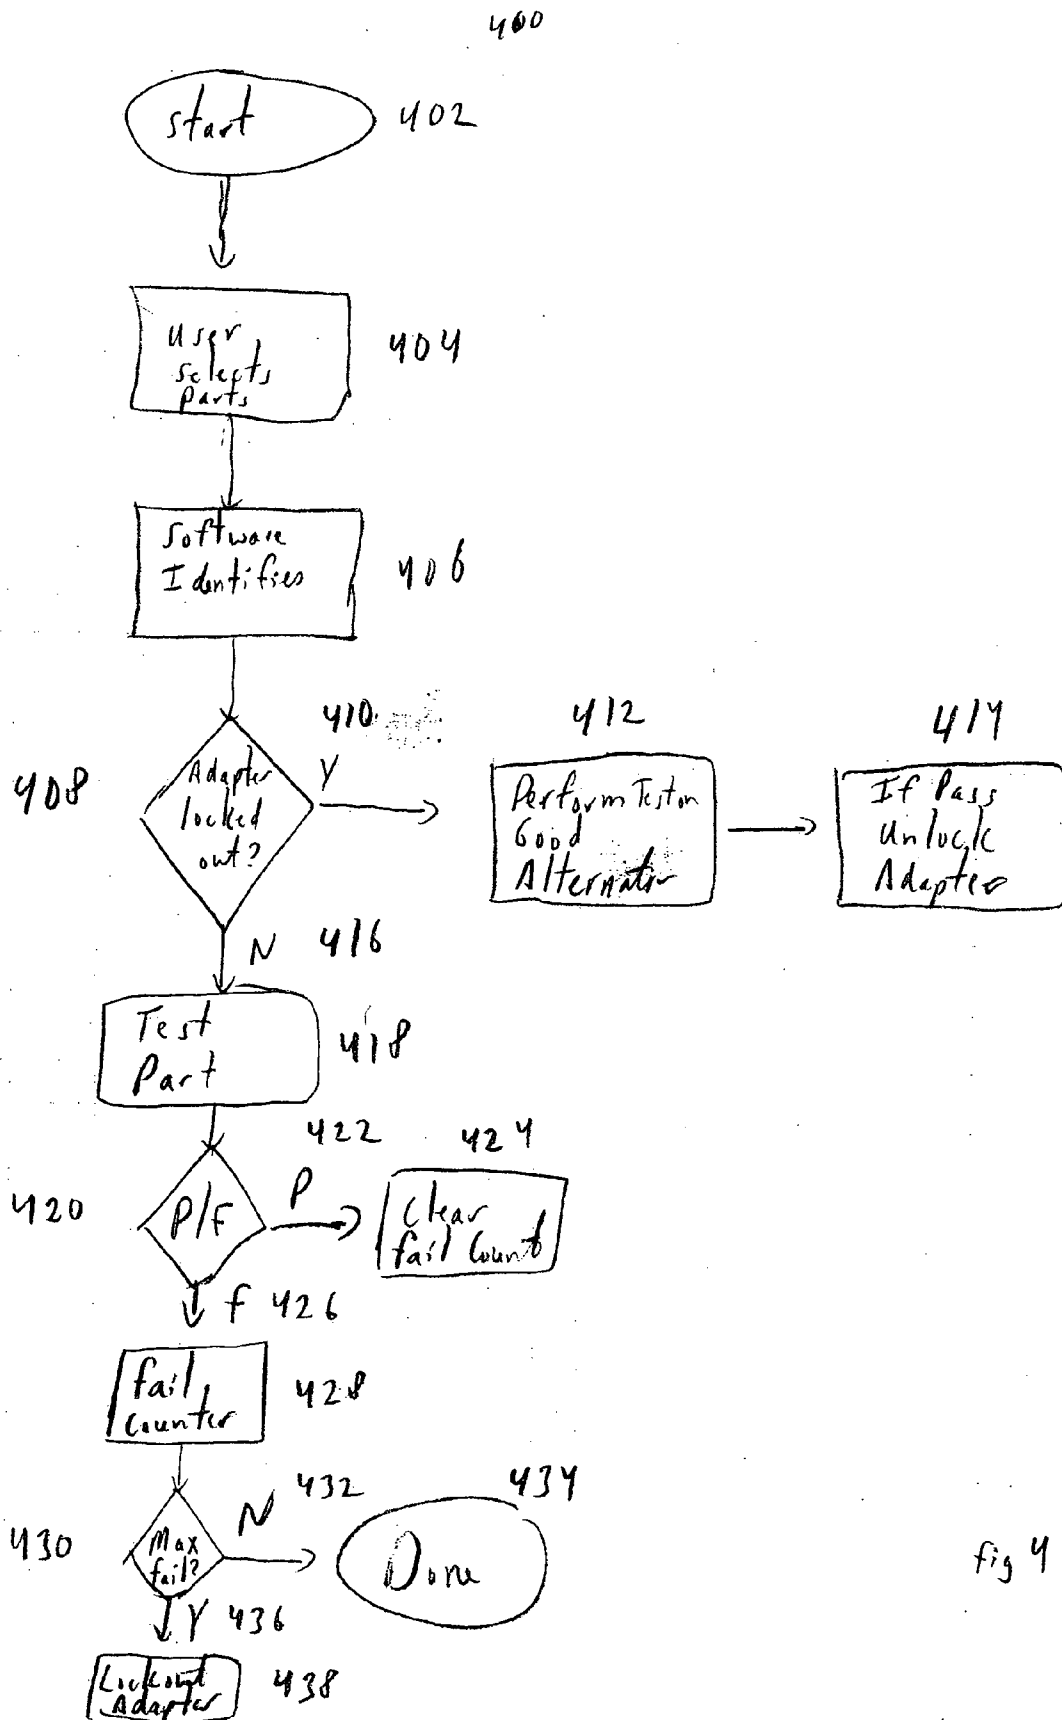 400
Start
402
User
Selects
Parts
404
Software
Identifies
406
408
Adapter
locked
out?
410
Y
412
Perform Test on
Good
Alternator
414
If Pass
Unlock
Adapter
N 416
Test
Part
418
420
P/F
422
P
424
Clear
fail Count
F 426
fail
Counter
428
430
Max
fail?
N 432
434
Done
Y 436
Lockout
Adapter
438
fig 4